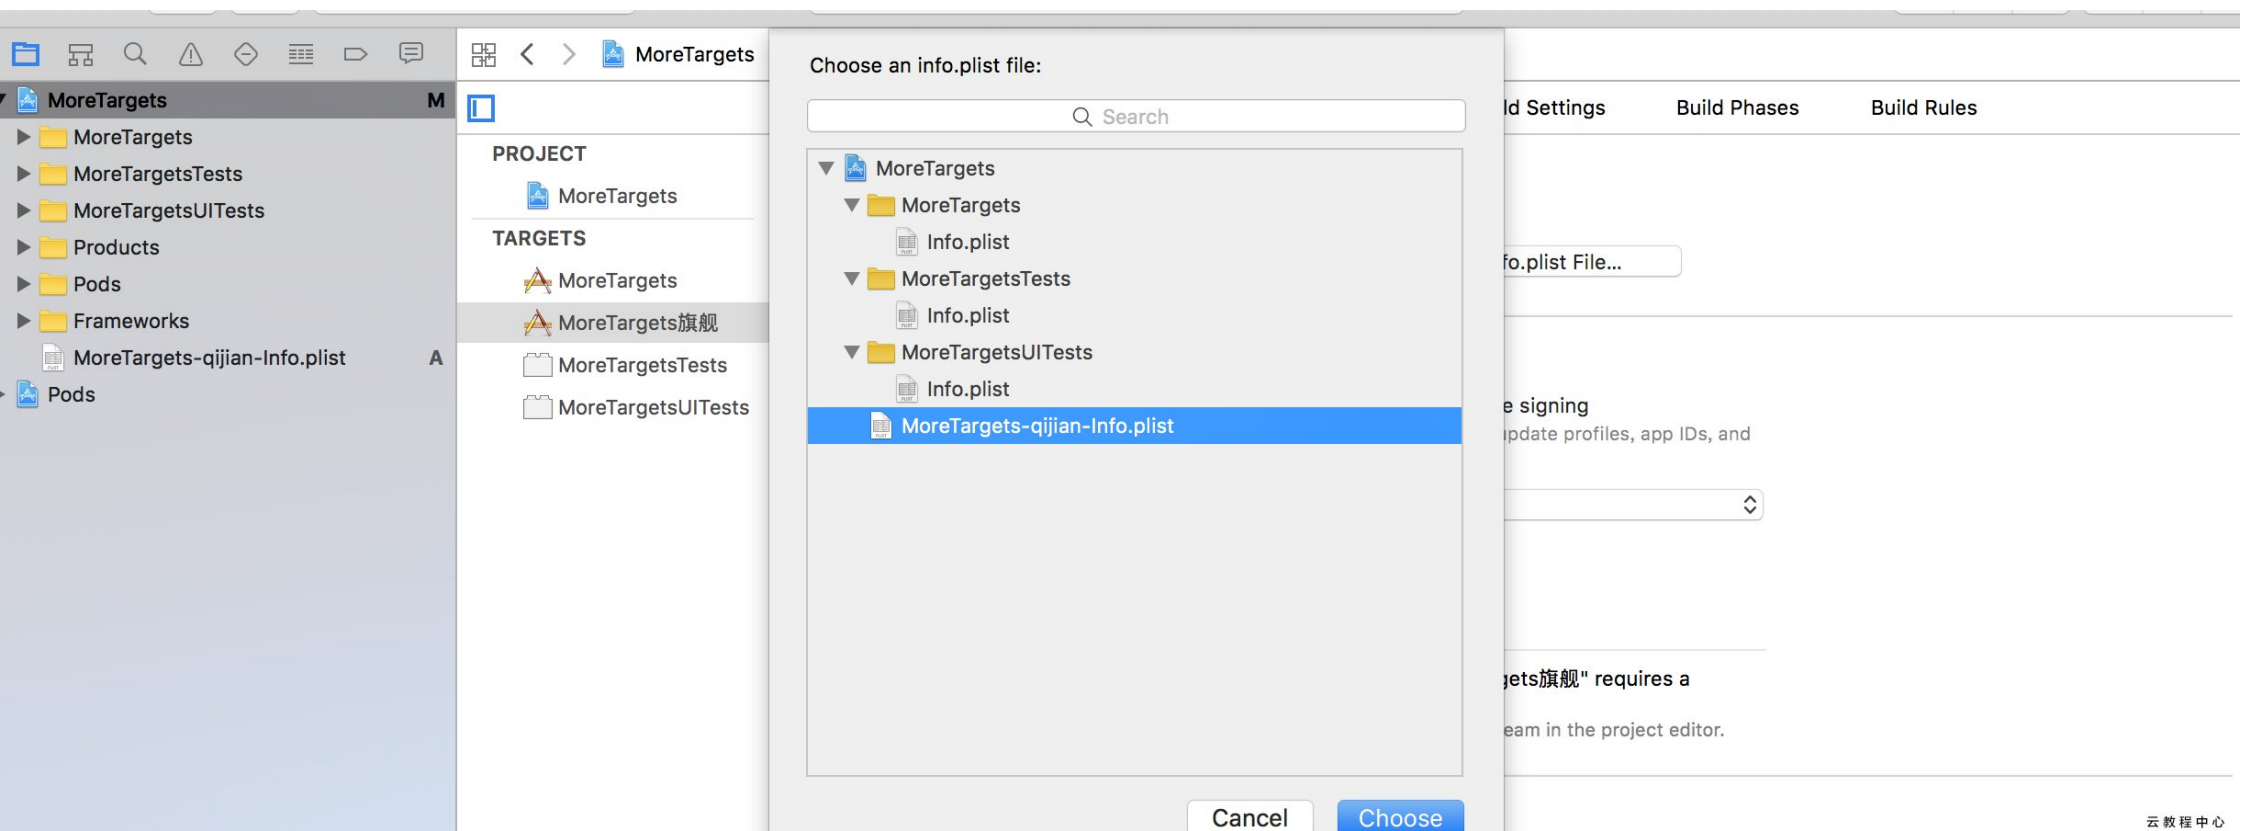 MoreTargets M
MoreTargets
MoreTargetsTests
MoreTargetsUITests
Products
Pods
Frameworks
MoreTargets-qijian-Info.plist A
Pods
MoreTargets
PROJECT
MoreTargets
TARGETS
MoreTargets
MoreTargets旗舰
MoreTargetsTests
MoreTargetsUITests
Choose an info.plist file:
Search
MoreTargets
MoreTargets
Info.plist
MoreTargetsTests
Info.plist
MoreTargetsUITests
Info.plist
MoreTargets-qijian-Info.plist
Cancel Choose
ld Settings Build Phases Build Rules
fo.plist File...
e signing
update profiles, app IDs, and
gets旗舰" requires a
eam in the project editor.
云教程中心